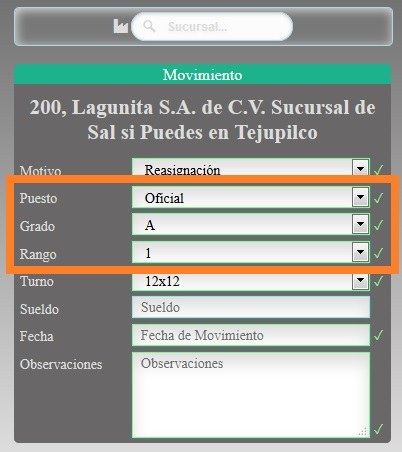 Sucursal...
Movimiento
200, Lagunita S.A. de C.V. Sucursal de
Sal si Puedes en Tejupilco
Motivo Reasignación
Puesto Oficial
Grado A
Rango 1
Turno 12x12
Sueldo Sueldo
Fecha Fecha de Movimiento
Observaciones Observaciones